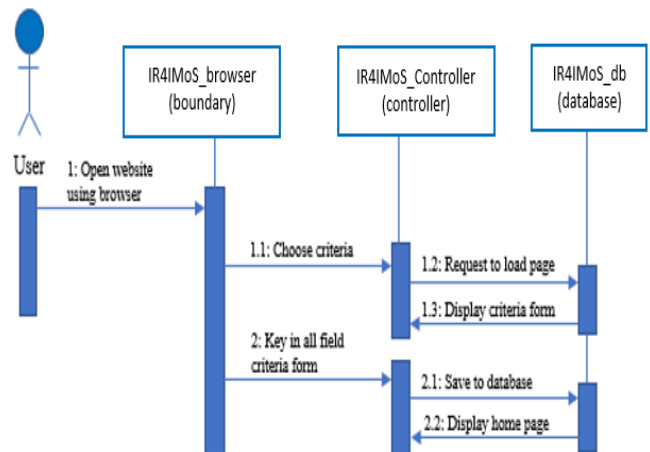 IR4IMoS_browser
(boundary)
IR4IMoS_Controller
(controller)
IR4IMoS_db
(database)
User
1: Open website
using browser
1.1: Choose criteria
1.2: Request to load page
1.3: Display criteria form
2: Key in all field
criteria form
2.1: Save to database
2.2: Display home page